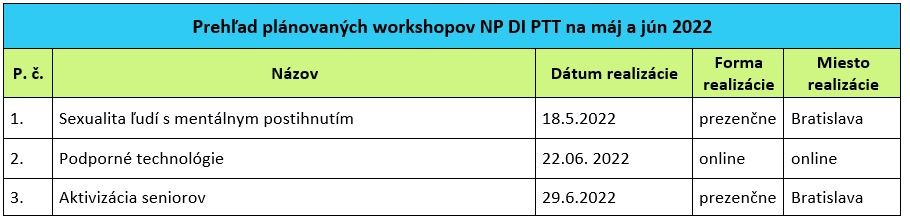 Prehľad plánovaných workshopov NP DI PTT na máj a jún 2022
P. č. Názov Dátum realizácie Forma realizácie Miesto realizácie
1. Sexualita ľudí s mentálnym postihnutím 18.5.2022 prezenčne Bratislava
2. Podporné technológie 22.06. 2022 online online
3. Aktivizácia seniorov 29.6.2022 prezenčne Bratislava